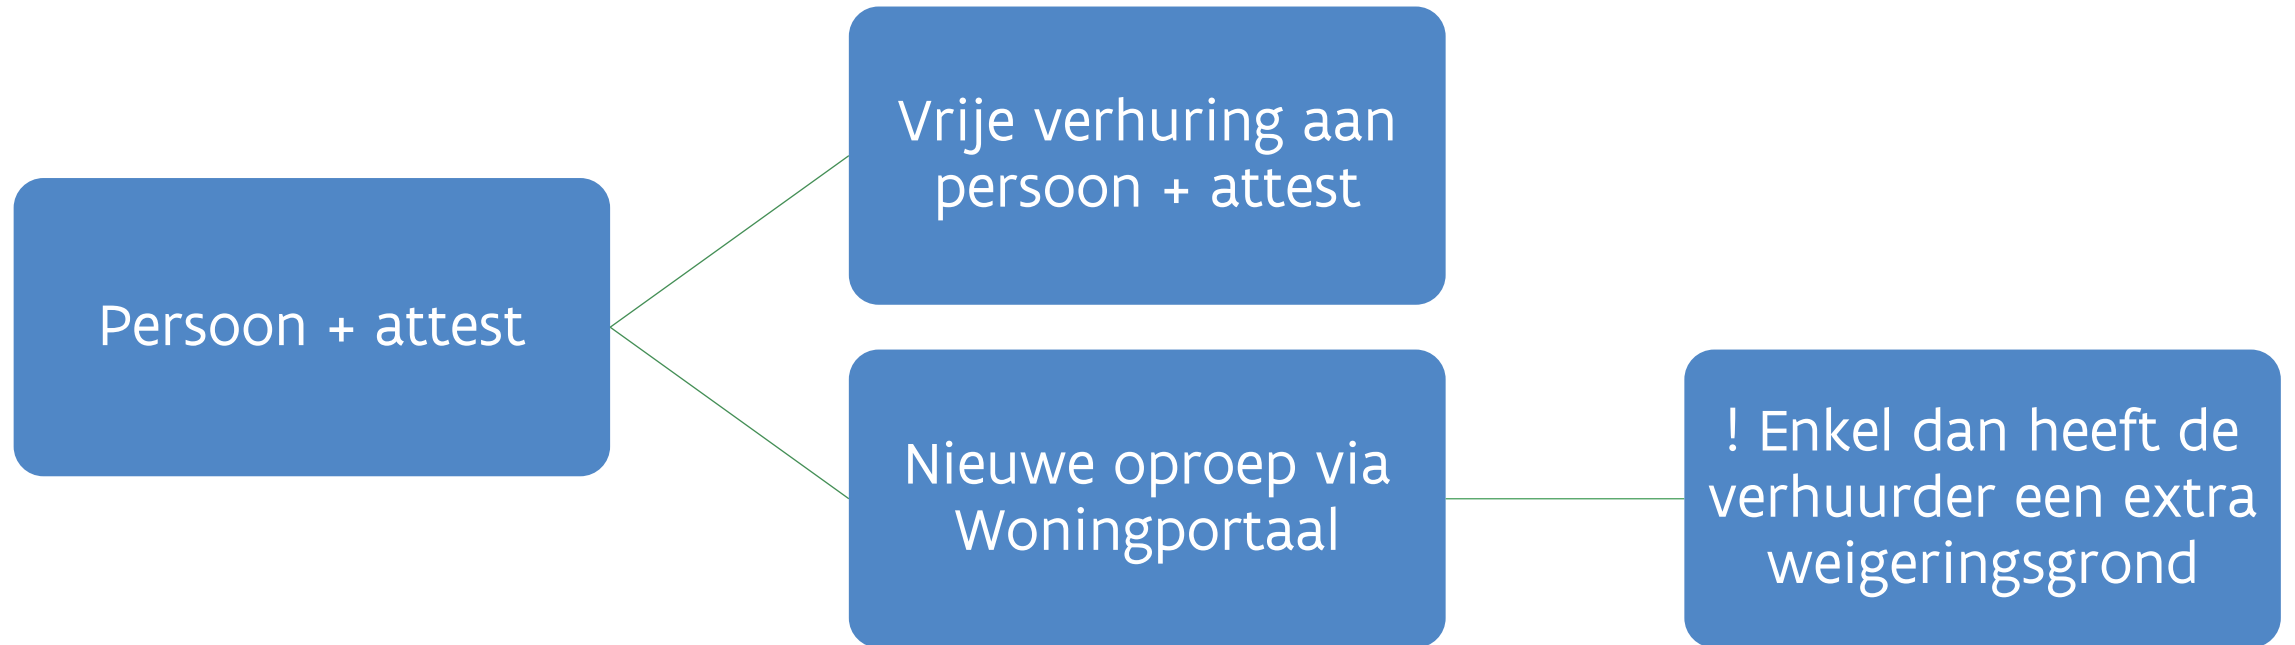 Persoon + attest
Vrije verhuring aan
persoon + attest
Nieuwe oproep via
Woningportaal
! Enkel dan heeft de
verhuurder een extra
weigeringsgrond